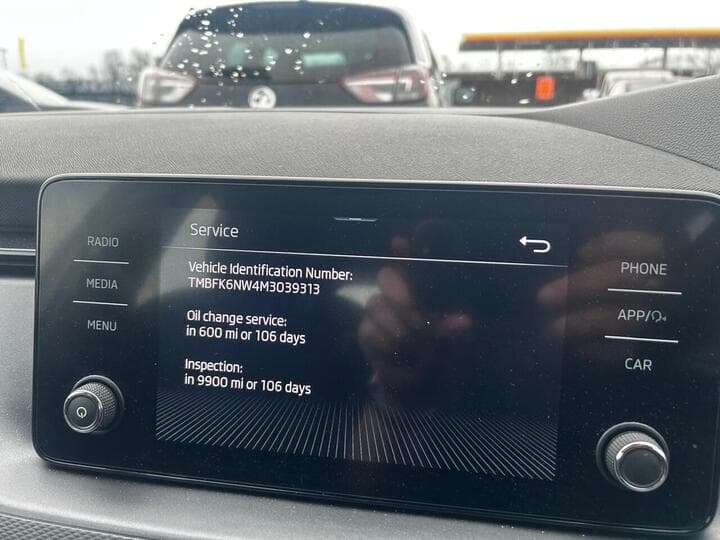 Service
RADIO
MEDIA
MENU
Vehicle Identification Number:
TMBFK6NW4M3039313
Oil change service:
in 600 mi or 106 days
Inspection:
in 9900 mi or 106 days
PHONE
APP/
CAR